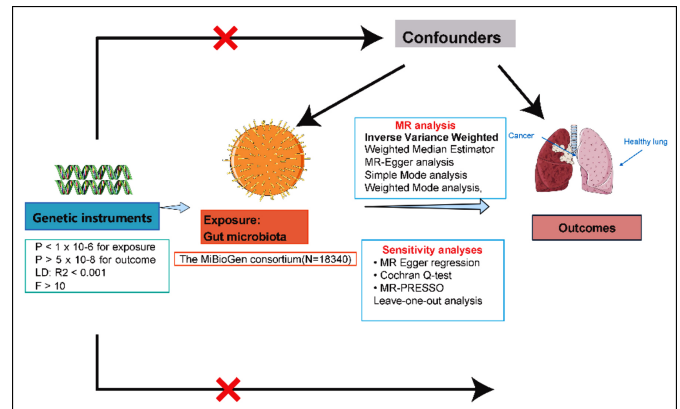 Confounders
MR analysis
Inverse Variance Weighted
Weighted Median Estimator
MR-Egger analysis
Simple Mode analysis
Weighted Mode analysis,
Cancer
Healthy lung
Genetic instruments
Exposure:
Gut microbiota
Outcomes
P < 1 x 10-6 for exposure
P > 5 x 10-8 for outcome
LD: R2 < 0.001
F > 10
The MiBioGen consortium(N=18340)
Sensitivity analyses
• MR Egger regression
• Cochran Q-test
• MR-PRESSO
Leave-one-out analysis